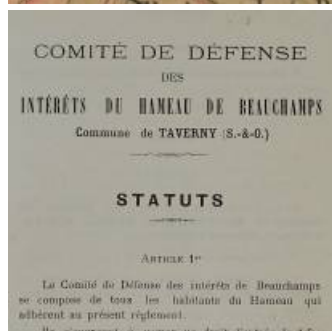 COMITÉ DE DÉFENSE
DES
INTÉRÊTS DU HAMEAU DE BEAUCHAMPS
Commune de TAVERNY (S.-&-O.)
STATUTS
ARTICLE 1er
Le Comité de Défense des intérêts de Beauchamps
se compose de tous les habitants du Hameau qui
adhèrent au présent règlement.